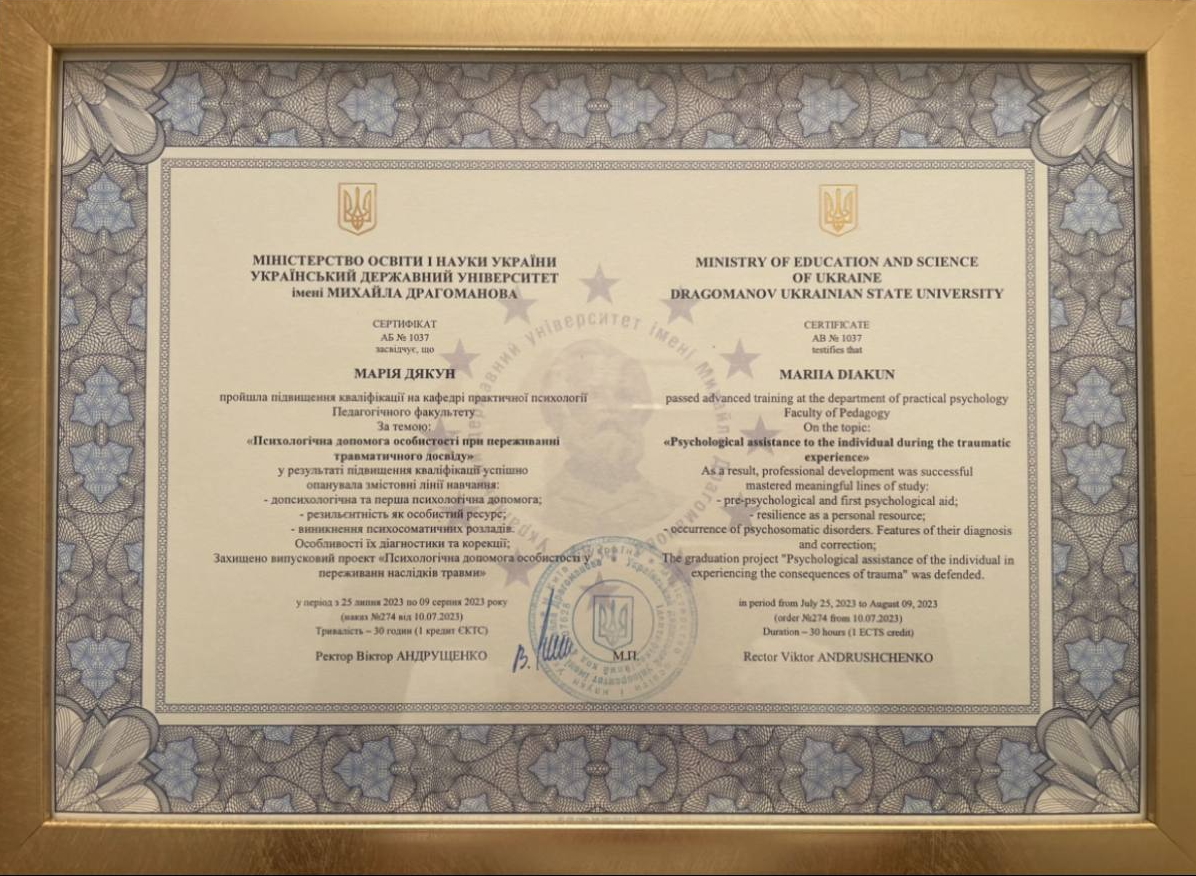 МІНІСТЕРСТВО ОСВІТИ І НАУКИ УКРАЇНИ
УКРАЇНСЬКИЙ ДЕРЖАВНИЙ УНІВЕРСИТЕТ
імені МИХАЙЛА ДРАГОМАНОВА
СЕРТИФІКАТ
АБ № 1037
засвідчує, що
МАРІЯ ДЯКУН
пройшла підвищення кваліфікації на кафедрі практичної психології
Педагогічного факультету
За темою:
«Психологічна допомога особистості при переживанні
травматичного досвіду»
у результаті підвищення кваліфікації успішно
опанувала змістовні лінії навчання:
- допсихологічна та перша психологічна допомога;
- резильєнтність як особистий ресурс;
- виникнення психосоматичних розладів.
Особливості їх діагностики та корекції;
Захищено випускний проект «Психологічна допомога особистості у
переживанн наслідків травми»
у період з 25 липня 2023 по 09 серпня 2023 року
(наказ №274 від 10.07.2023)
Тривалість – 30 годин (1 кредит ЄКТС)
Ректор Віктор АНДРУЩЕНКО
М.П.
MINISTRY OF EDUCATION AND SCIENCE
OF UKRAINE
DRAGOMANOV UKRAINIAN STATE UNIVERSITY
CERTIFICATE
AB № 1037
testifies that
MARIIA DIAKUN
passed advanced training at the department of practical psychology
Faculty of Pedagogy
On the topic:
«Psychological assistance to the individual during the traumatic
experience»
As a result, professional development was successful
mastered meaningful lines of study:
- pre-psychological and first psychological aid;
- resilience as a personal resource;
- occurrence of psychosomatic disorders. Features of their diagnosis
and correction;
The graduation project "Psychological assistance of the individual in
experiencing the consequences of trauma" was defended.
in period from July 25, 2023 to August 09, 2023
(order №274 from 10.07.2023)
Duration – 30 hours (1 ECTS credit)
Rector Viktor ANDRUSHCHENKO